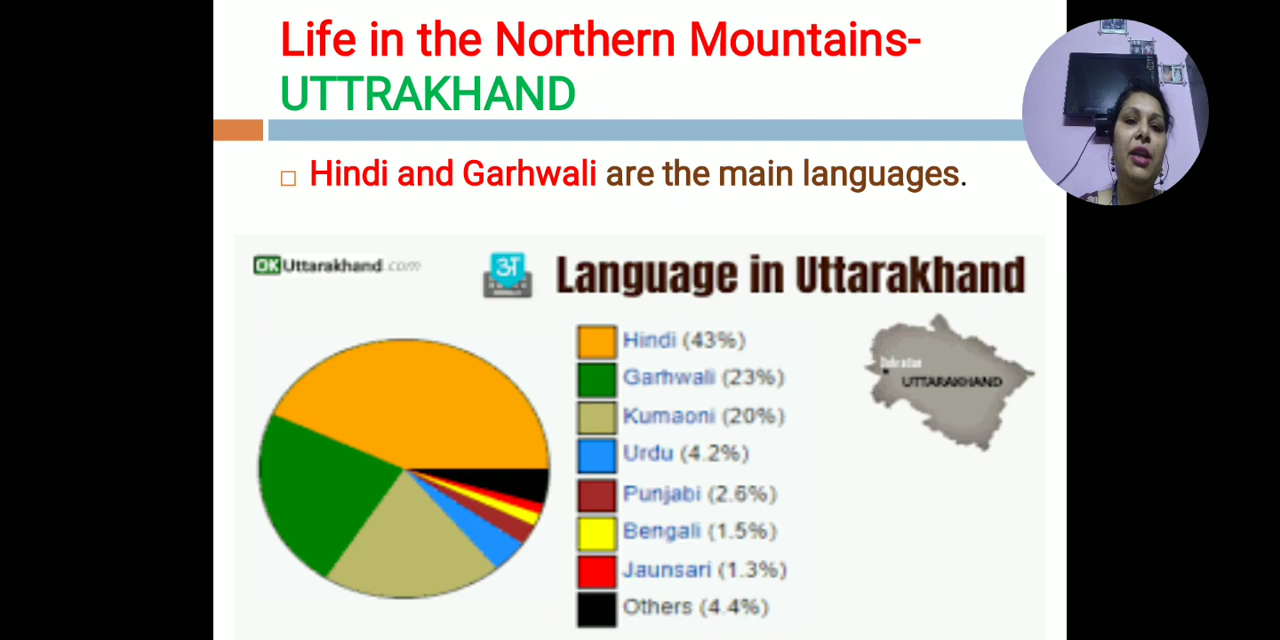 Life in the Northern Mountains-
UTTRAKHAND
Hindi and Garhwali are the main languages.
OKUttarakhand.com
अ
Language in Uttarakhand
Hindi (43%)
Garhwali (23%)
Kumaoni (20%)
Urdu (4.2%)
Punjabi (2.6%)
Bengali (1.5%)
Jaunsari (1.3%)
Others (4.4%)
Dehradun
UTTARAKHAND